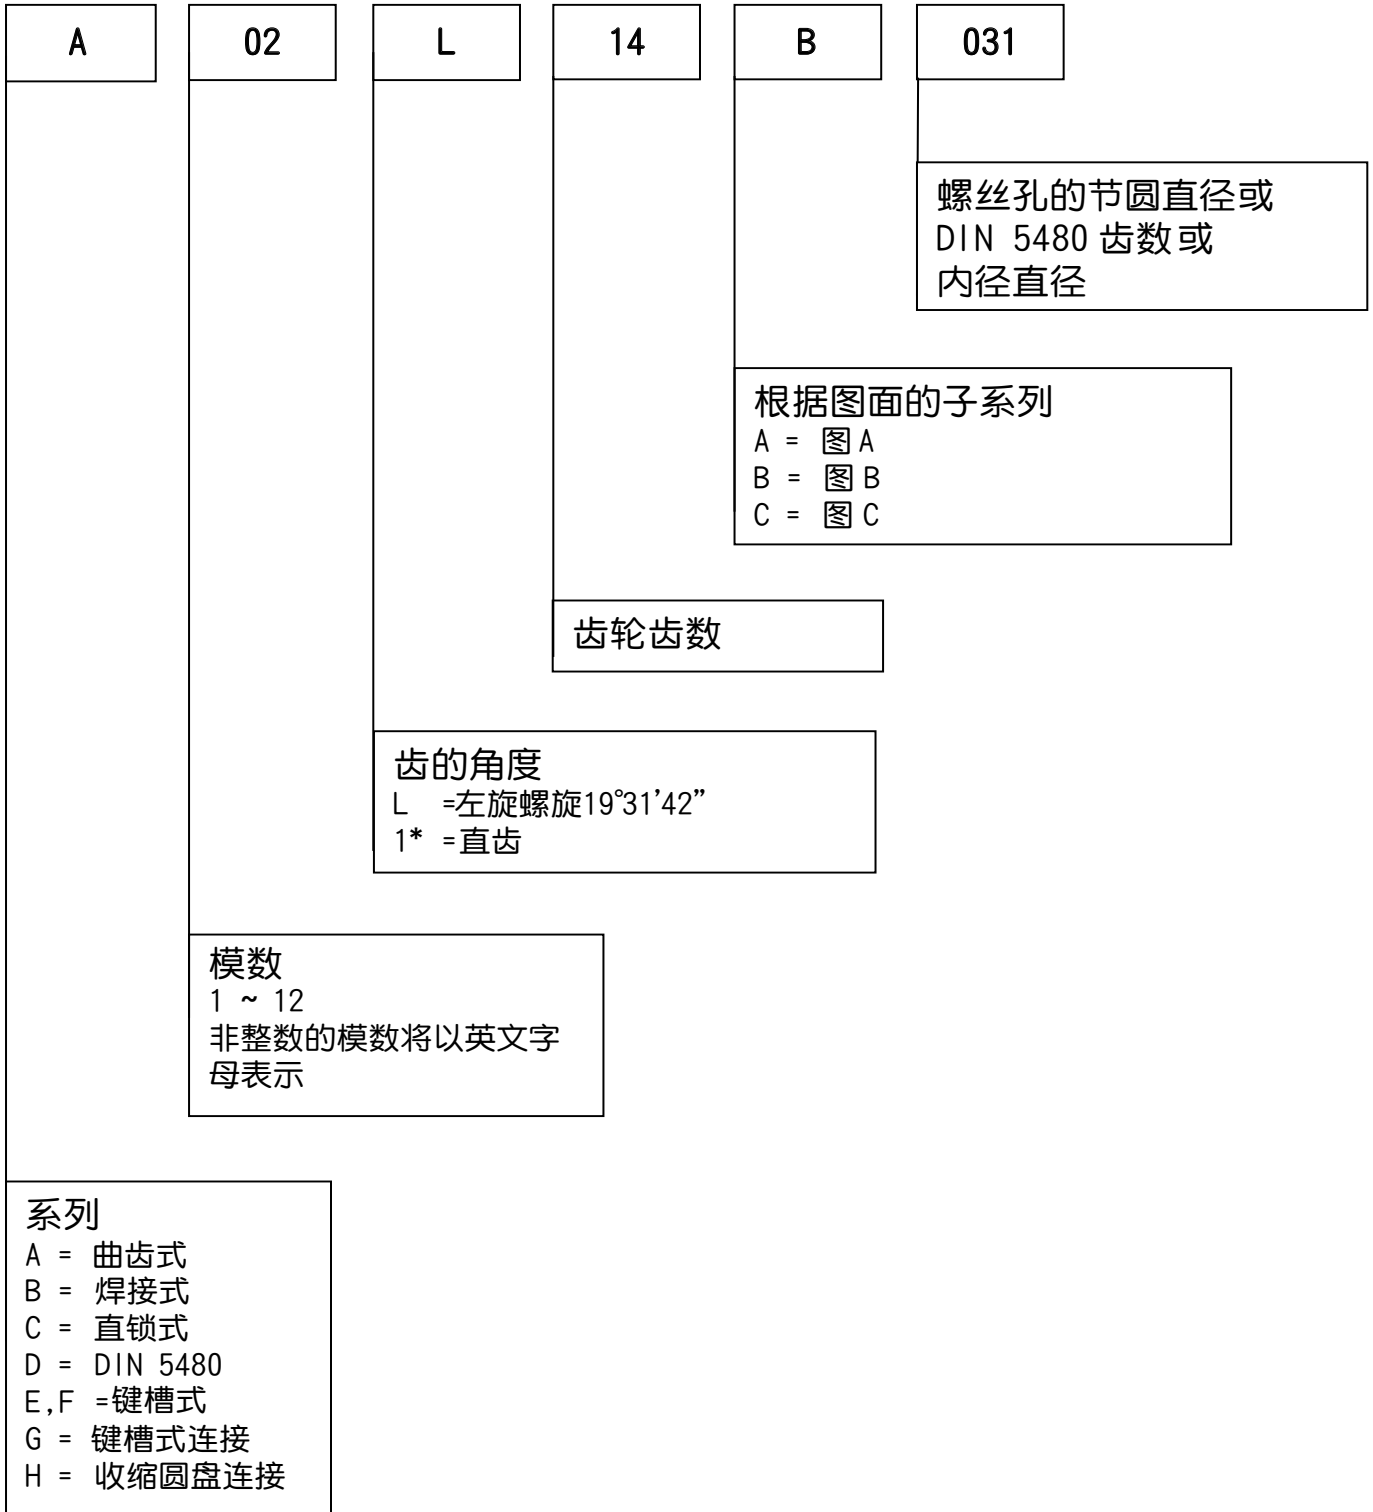 A 02 L 14 B 031
螺丝孔的节圆直径或
DIN 5480 齿数或
内径直径
根据图面的子系列
A = 图 A
B = 图 B
C = 图 C
齿轮齿数
齿的角度
L =左旋螺旋19°31’42”
1* =直齿
模数
1 ~ 12
非整数的模数将以英文字
母表示
系列
A = 曲齿式
B = 焊接式
C = 直锁式
D = DIN 5480
E,F =键槽式
G = 键槽式连接
H = 收缩圆盘连接